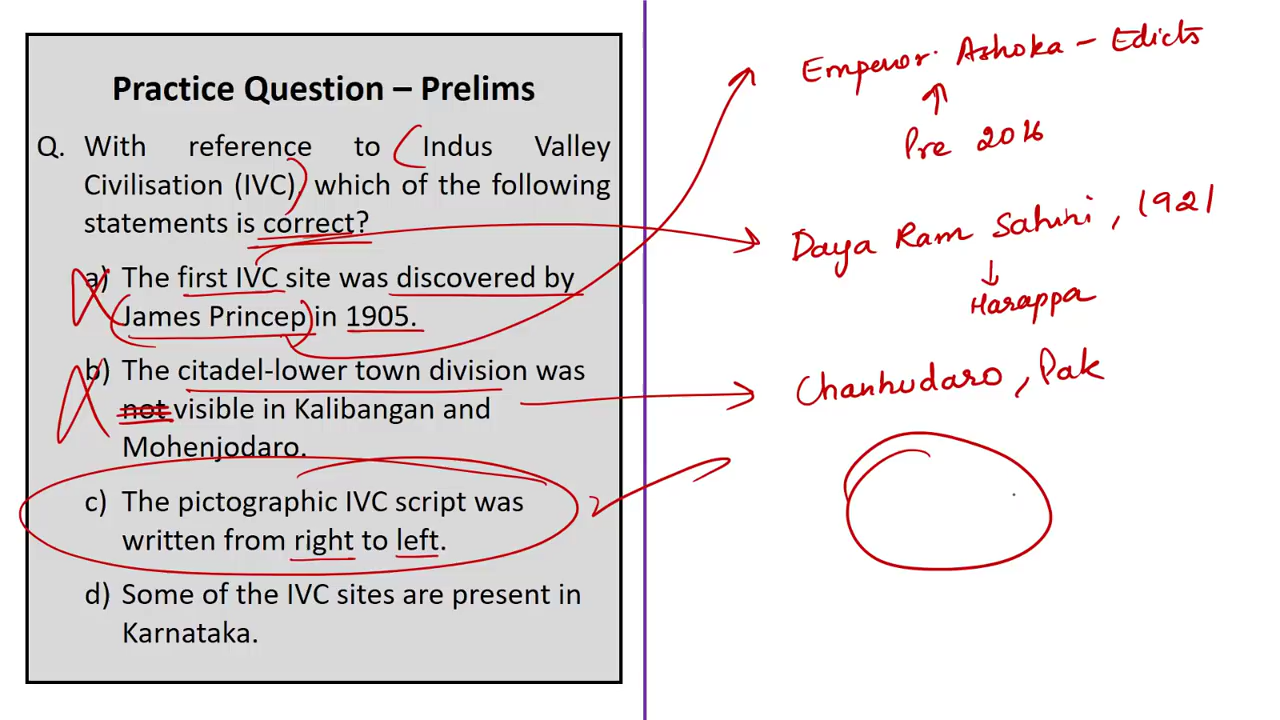 Practice Question – Prelims
Q. With reference to Indus Valley
Civilisation (IVC), which of the following
statements is correct?
a) The first IVC site was discovered by
James Princep in 1905.
b) The citadel-lower town division was
not visible in Kalibangan and
Mohenjodaro.
c) The pictographic IVC script was
written from right to left.
d) Some of the IVC sites are present in
Karnataka.
Emperor Ashoka – Edicts
Pre 2016
Daya Ram Sahni, 1921
Harappa
Chanhudaro, Pak